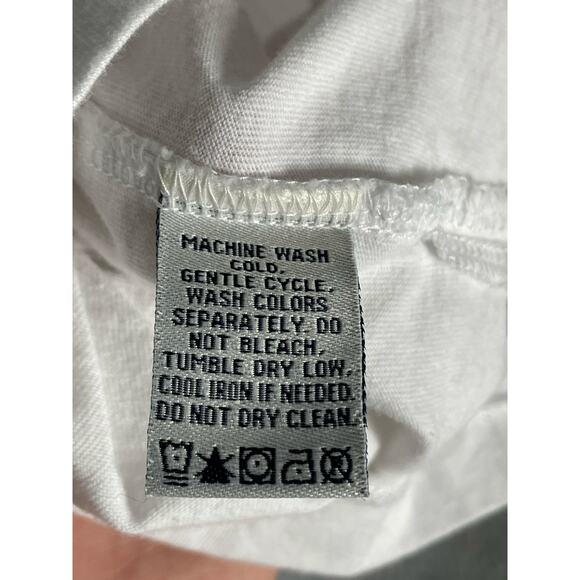 MACHINE WASH
COLD,
GENTLE CYCLE.
WASH COLORS
SEPARATELY. DO
NOT BLEACH,
TUMBLE DRY LOW,
COOL IRON IF NEEDED.
DO NOT DRY CLEAN.